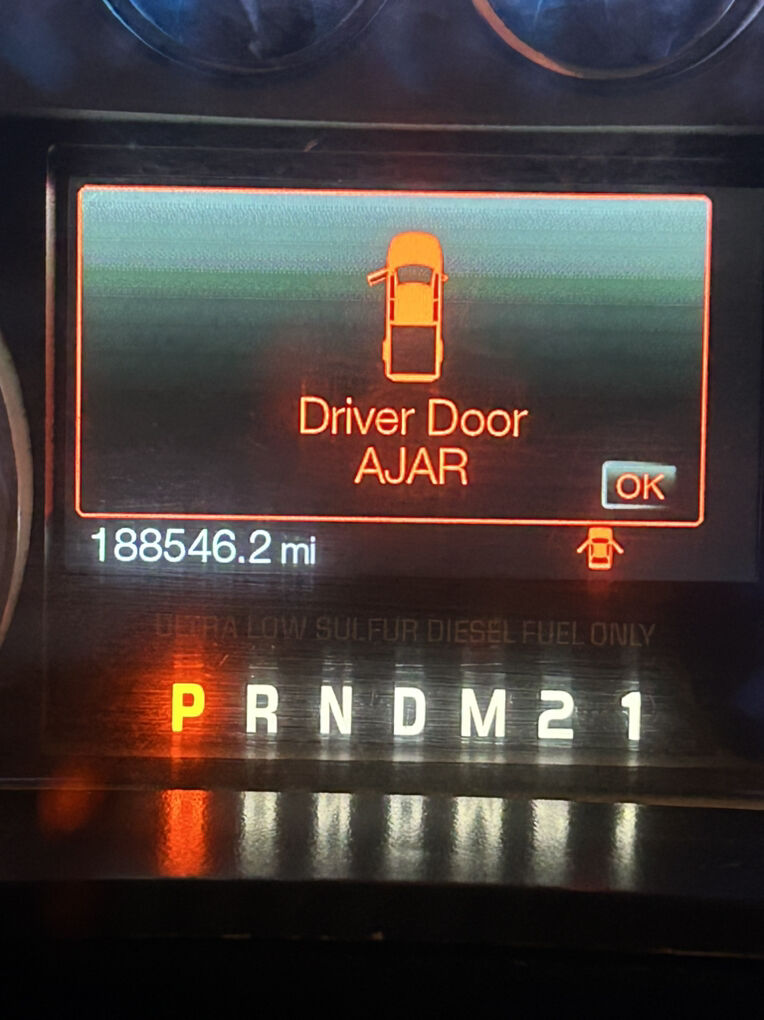 Driver Door
AJAR
OK
188546.2 mi
ULTRA LOW SULFUR DIESEL FUEL ONLY
P R N D M 2 1